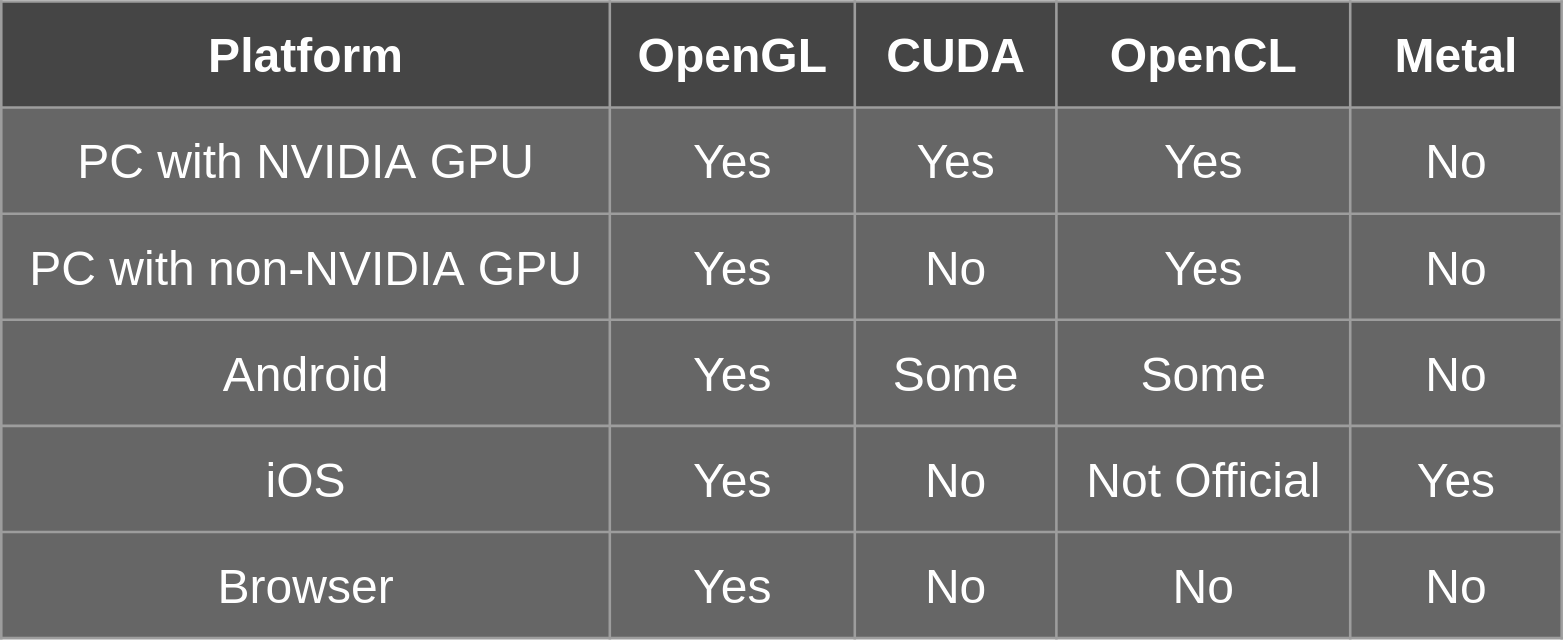 Platform OpenGL CUDA OpenCL Metal
PC with NVIDIA GPU Yes Yes Yes No
PC with non-NVIDIA GPU Yes No Yes No
Android Yes Some Some No
iOS Yes No Not Official Yes
Browser Yes No No No